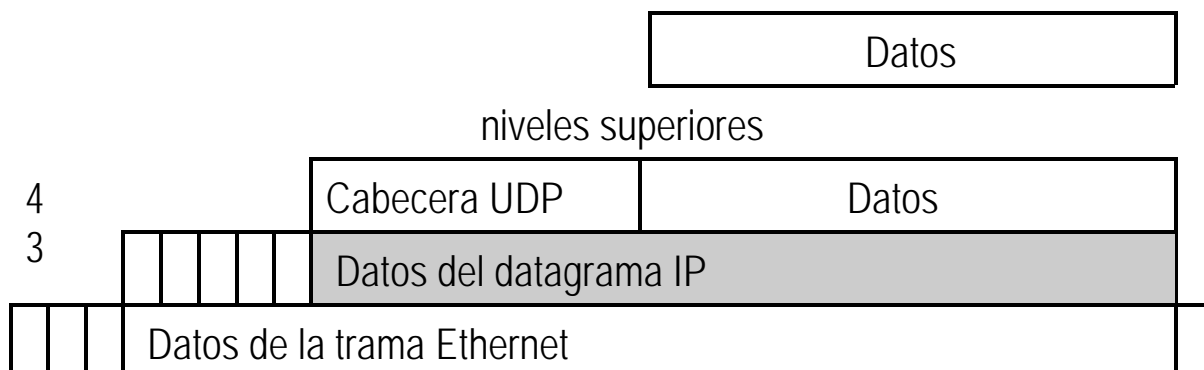 Datos
niveles superiores
4
Cabecera UDP
Datos
3
Datos del datagrama IP
Datos de la trama Ethernet